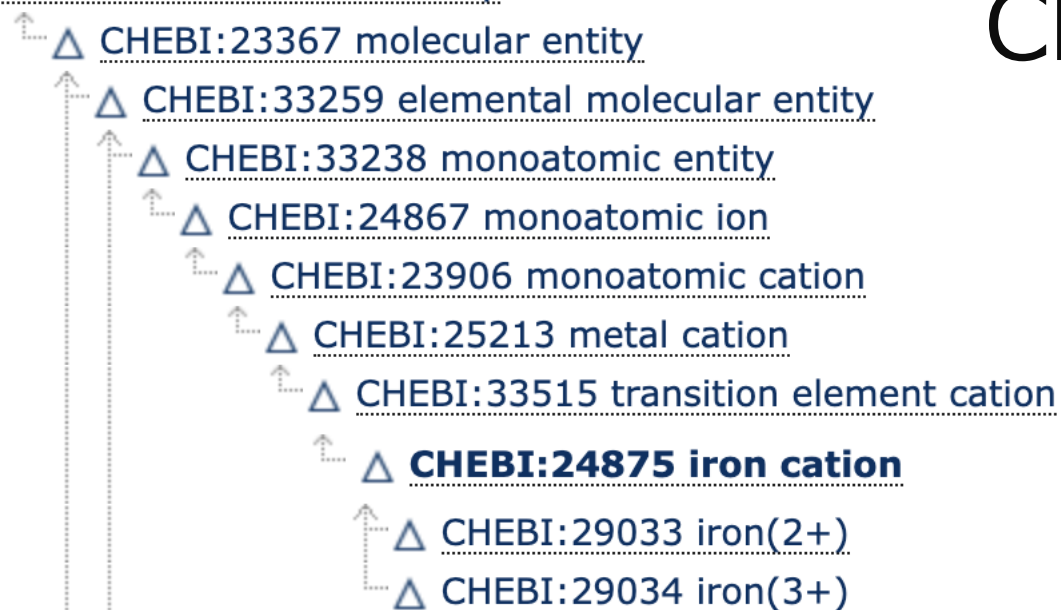 CHEBI:23367 molecular entity
CHEBI:33259 elemental molecular entity
CHEBI:33238 monoatomic entity
CHEBI:24867 monoatomic ion
CHEBI:23906 monoatomic cation
CHEBI:25213 metal cation
CHEBI:33515 transition element cation
CHEBI:24875 iron cation
CHEBI:29033 iron(2+)
CHEBI:29034 iron(3+)